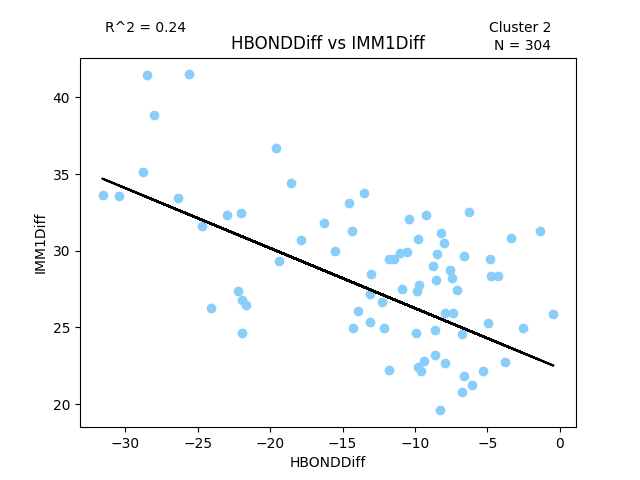 R^2 = 0.24
Cluster 2
N = 304
HBONDDiff vs IMM1Diff
IMM1Diff
40
35
30
25
20
−30
−25
−20
−15
−10
−5
0
HBONDDiff